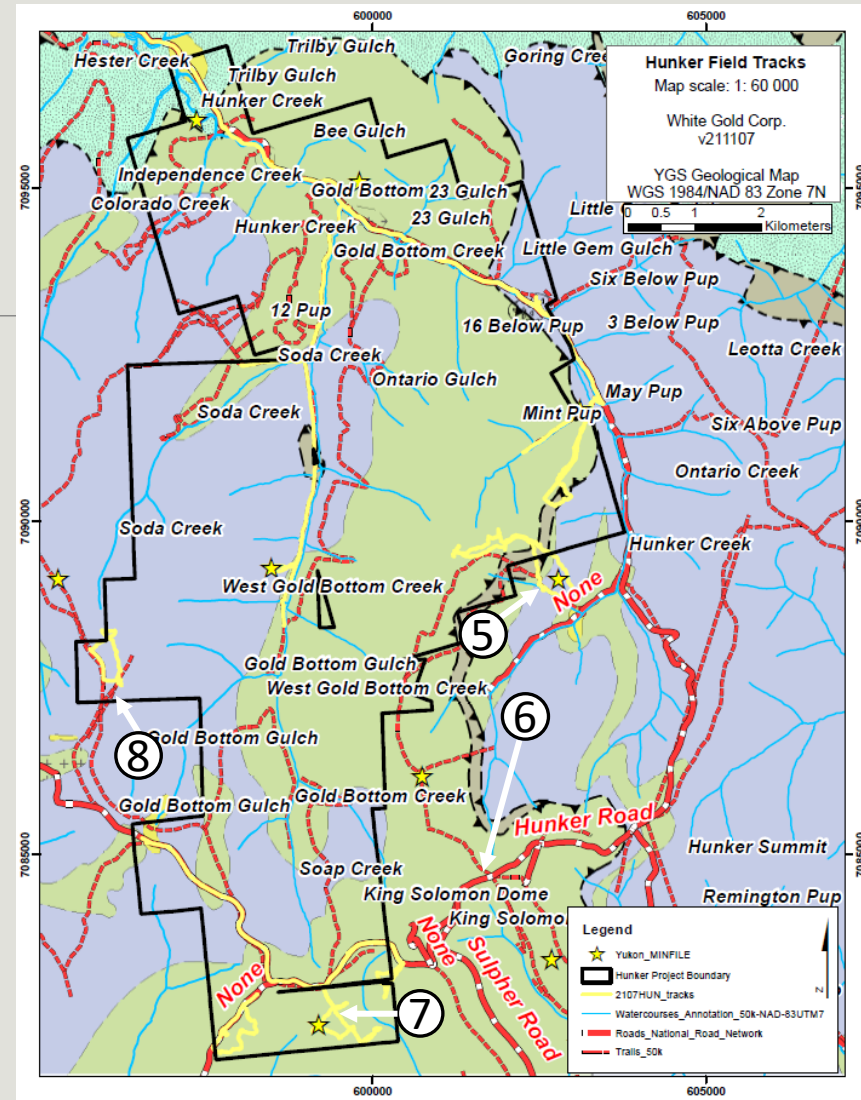 600000
605000
Hunker Field Tracks
Map scale: 1: 60 000
White Gold Corp.
v211107
YGS Geological Map
WGS 1984/NAD 83 Zone 7N
0 0.5 1 2
Kilometers
Trilby Gulch
Hester Creek
Goring Cree
Trilby Gulch
Hunker Creek
Bee Gulch
7095000
Independence Creek
Gold Bottom 23 Gulch
Colorado Creek
23 Gulch
Little
Hunker Creek
Gold Bottom Creek
Little Gem Gulch
Six Below Pup
12 Pup
16 Below Pup
3 Below Pup
Soda Creek
Leotta Creek
Ontario Gulch
May Pup
Soda Creek
Mint Pup
Six Above Pup
Ontario Creek
7090000
7090000
Soda Creek
Hunker Creek
West Gold Bottom Creek
None
5
Gold Bottom Gulch
West Gold Bottom Creek
6
8
Gold Bottom Gulch
Gold Bottom Creek
Gold Bottom Gulch
Hunker Road
7085000
Hunker Summit
Soap Creek
King Solomon Dome
Remington Pup
King Solomo
None
Sulpher Road
None
7
Legend
Yukon_MINFILE
Hunker Project Boundary
2107HUN_tracks
Watercourses_Annotation_50k-NAD-83UTM7
Roads_National_Road_Network
Trails_50k
N
600000
605000